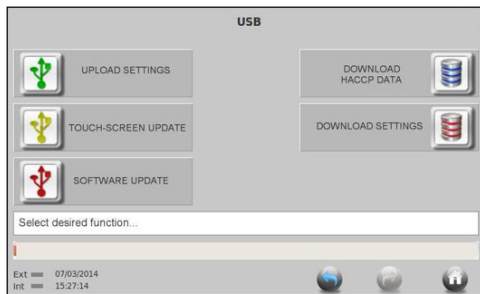 USB
UPLOAD SETTINGS
DOWNLOAD
HACCP DATA
TOUCH-SCREEN UPDATE
DOWNLOAD SETTINGS
SOFTWARE UPDATE
Select desired function...
Ext 07/03/2014
Int 15:27:14